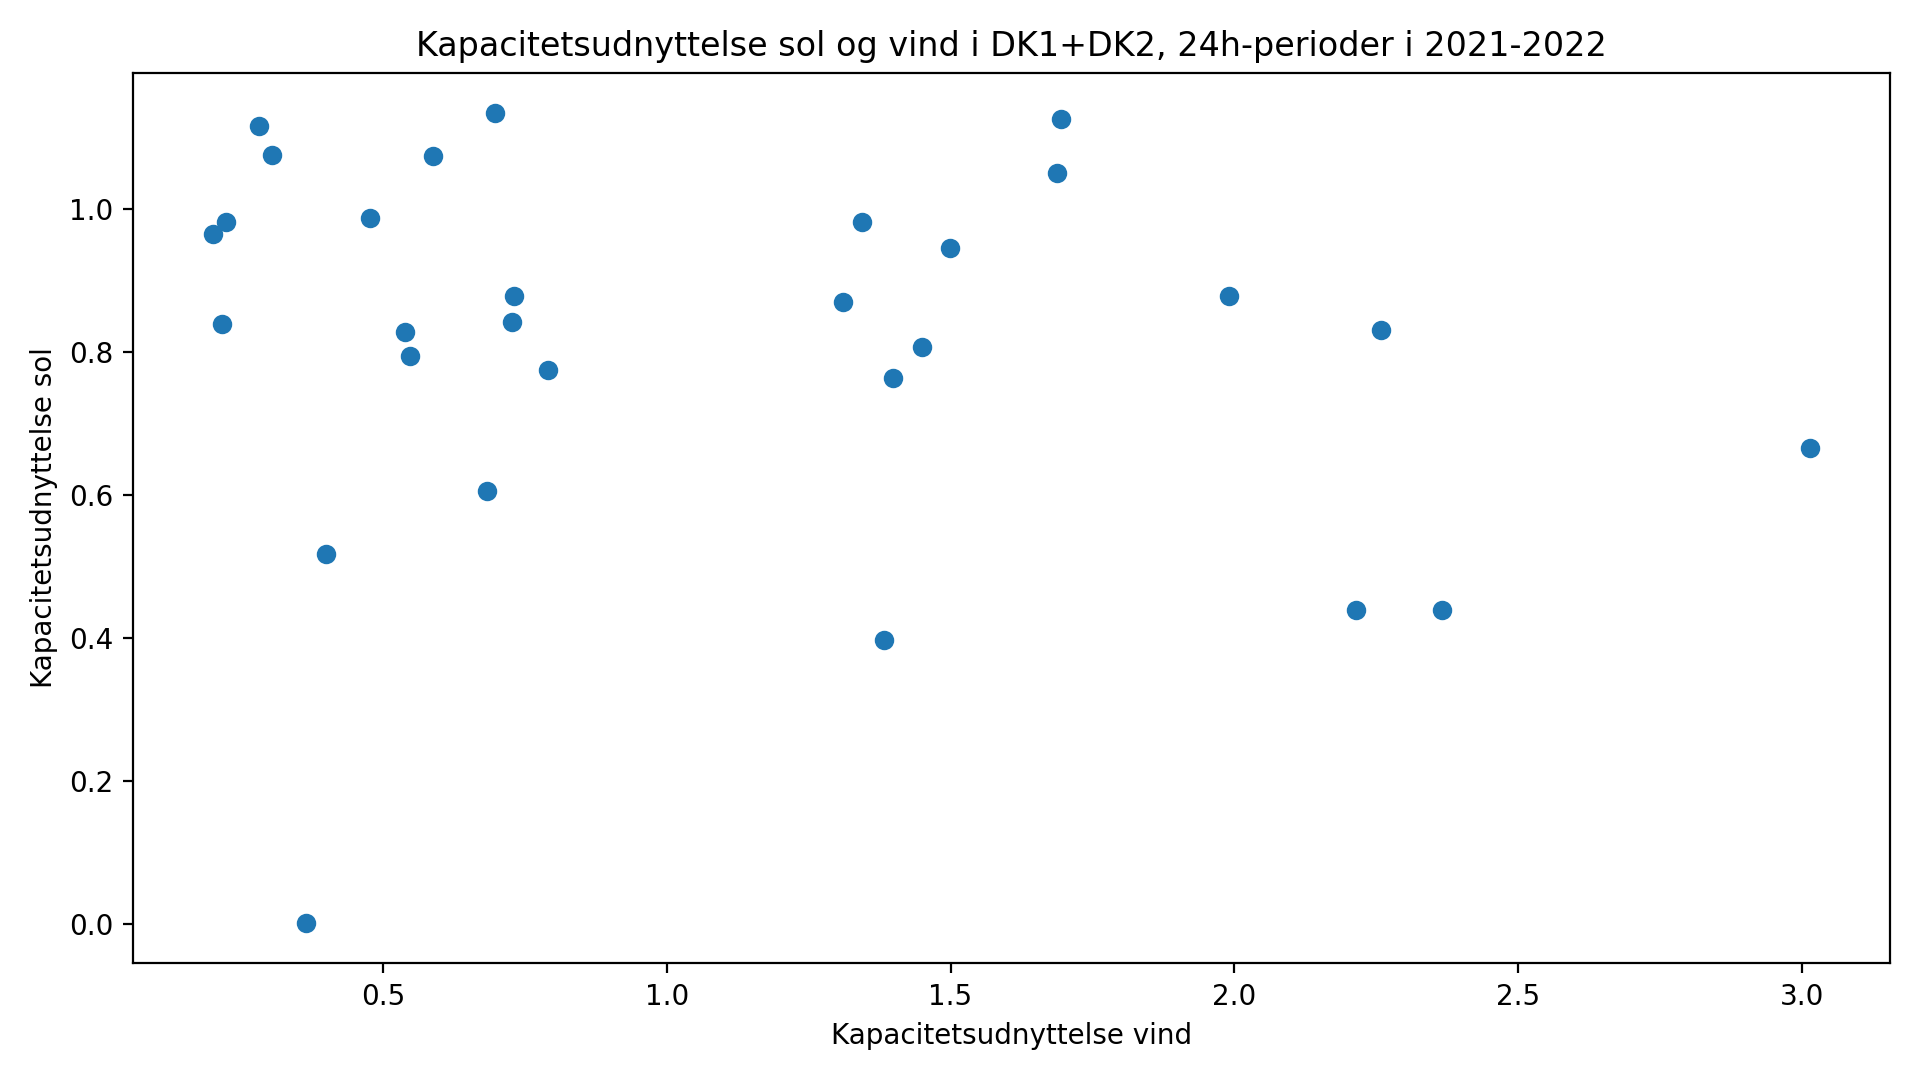 Kapacitetsudnyttelse sol og vind i DK1+DK2, 24h-perioder i 2021-2022
Kapacitetsudnyttelse sol
1.0
0.8
0.6
0.4
0.2
0.0
0.5 1.0 1.5 2.0 2.5 3.0
Kapacitetsudnyttelse vind